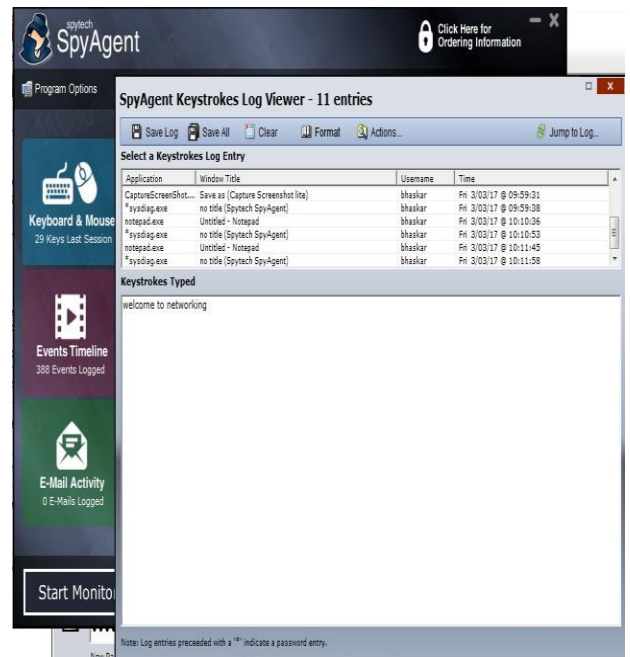 spytech
SpyAgent
Click Here for
Ordering Information
Program Options
SpyAgent Keystrokes Log Viewer - 11 entries
Save Log Save All Clear Format Actions... Jump to Log...
Select a Keystrokes Log Entry
Application Window Title Username Time
CaptureScreenShot... Save as (Capture Screenshot lite) bhaskar Fri 3/03/17 @ 09:59:31
*sysdiag.exe no title (Spytech SpyAgent) bhaskar Fri 3/03/17 @ 09:59:38
notepad.exe Untitled - Notepad bhaskar Fri 3/03/17 @ 10:10:36
*sysdiag.exe no title (Spytech SpyAgent) bhaskar Fri 3/03/17 @ 10:10:53
notepad.exe Untitled - Notepad bhaskar Fri 3/03/17 @ 10:11:45
*sysdiag.exe no title (Spytech SpyAgent) bhaskar Fri 3/03/17 @ 10:11:58
Keystrokes Typed
welcome to networking
Keyboard & Mouse
29 Keys Last Session
Events Timeline
388 Events Logged
E-Mail Activity
0 E-Mails Logged
Start Monito
Note: Log entries preceeded with a '*' indicate a password entry.